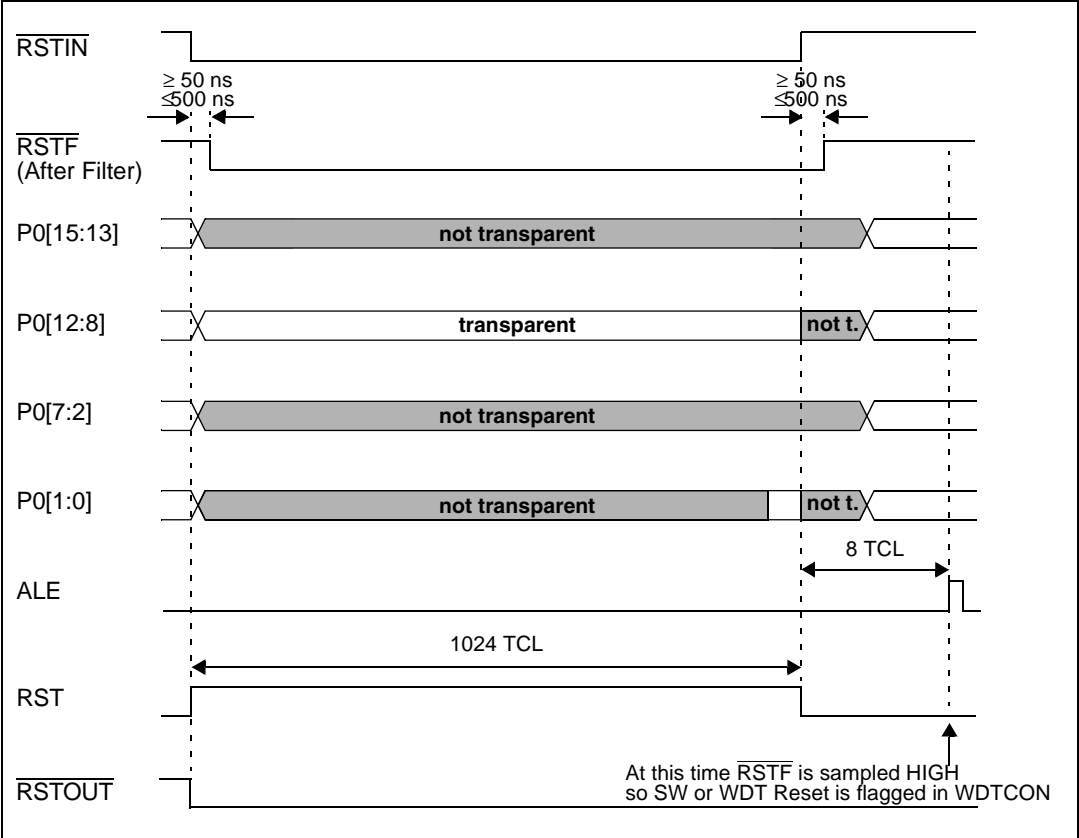 RSTIN
≥ 50 ns ≥ 50 ns
≤500 ns ≤500 ns
RSTF
(After Filter)
P0[15:13] not transparent
P0[12:8] transparent not t.
P0[7:2] not transparent
P0[1:0] not transparent not t.
8 TCL
ALE
1024 TCL
RST
At this time RSTF is sampled HIGH
RSTOUT so SW or WDT Reset is flagged in WDTCON